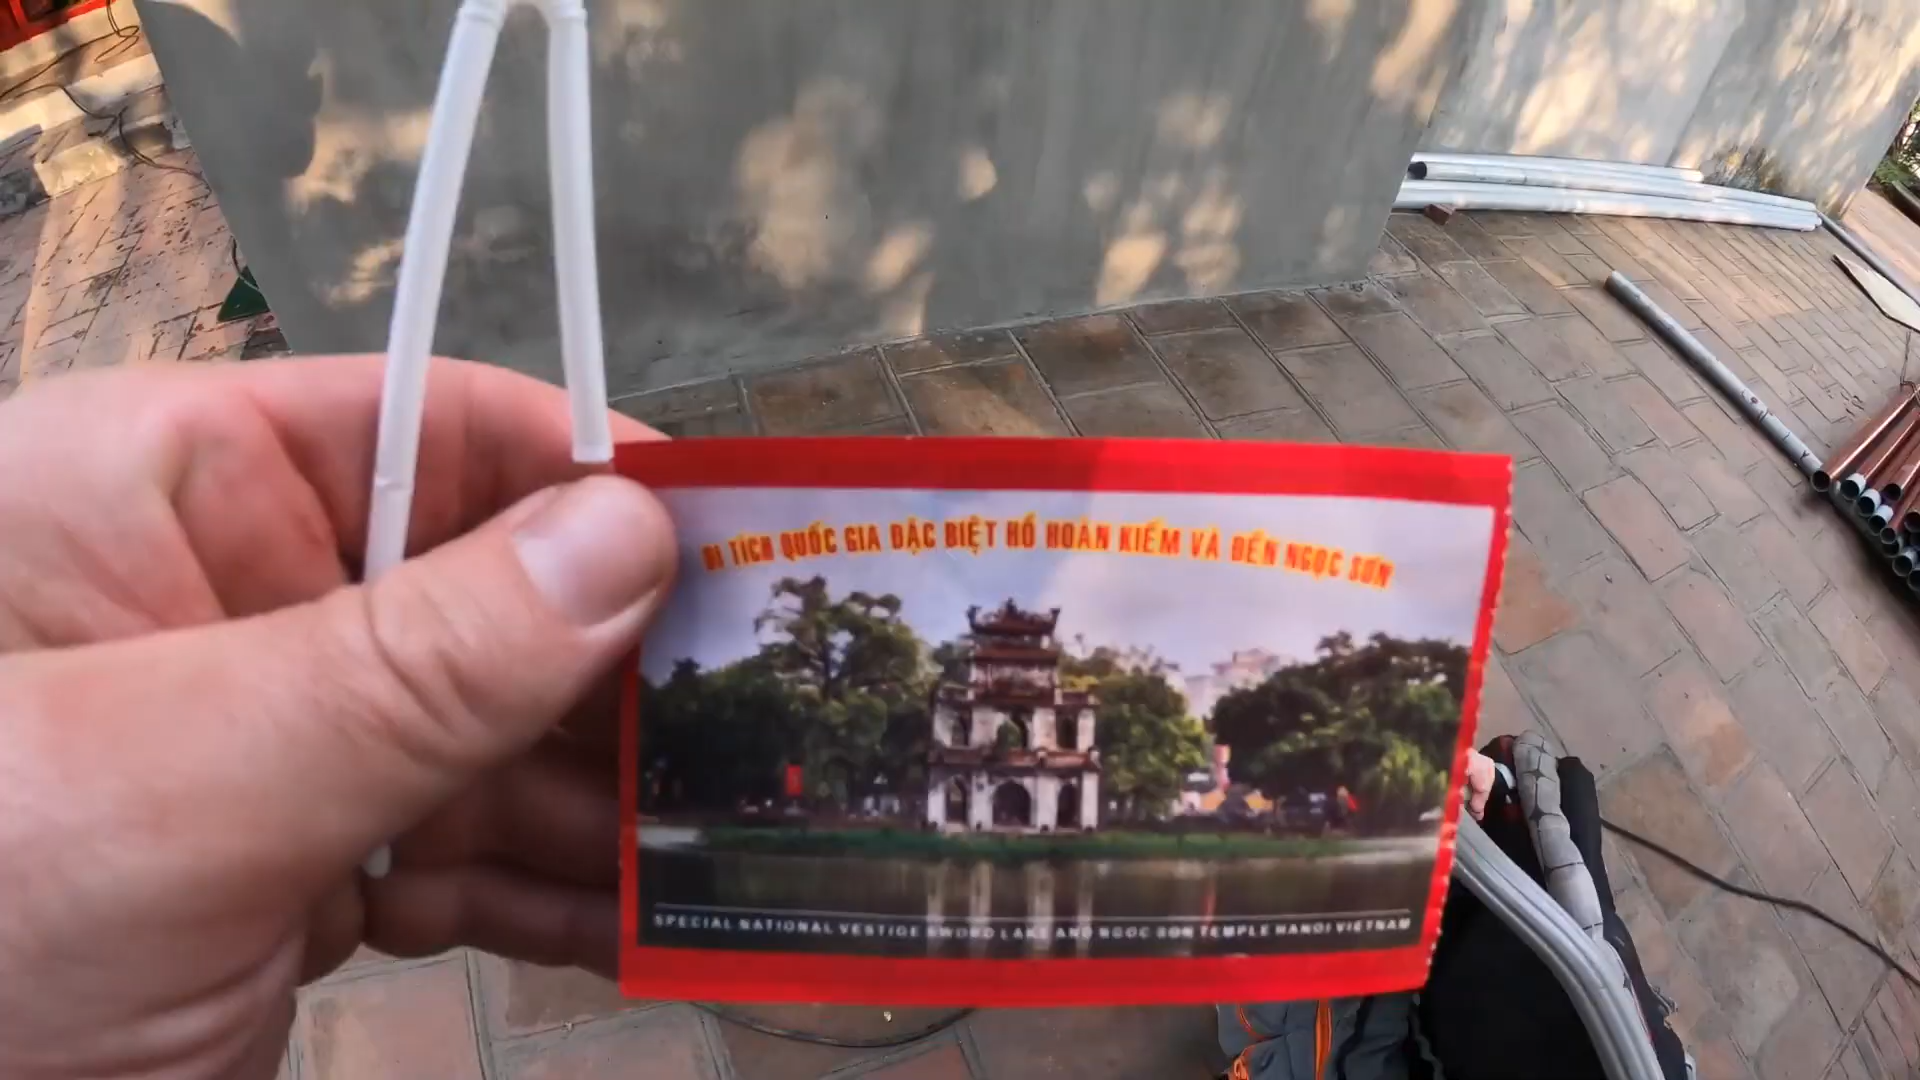 DI TÍCH QUỐC GIA ĐẶC BIỆT HỒ HOÀN KIẾM VÀ ĐỀN NGỌC SƠN
SPECIAL NATIONAL VESTIGE SWORD LAKE AND NGOC SON TEMPLE HANOI VIETNAM